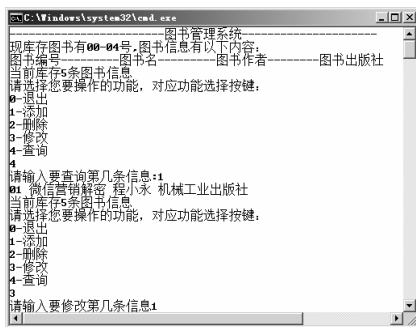 C:\Windows\system32\cmd.exe
--------------------图书管理系统--------------------
现库存图书有00-04号,图书信息有以下内容:
图书编号--------图书名---------图书作者--------图书出版社
当前库存5条图书信息
请选择您要操作的功能，对应功能选择按键:
0-退出
1-添加
2-删除
3-修改
4-查询
4
请输入要查询第几条信息:1
01 微信营销解密 程小永 机械工业出版社
当前库存5条图书信息
请选择您要操作的功能，对应功能选择按键:
0-退出
1-添加
2-删除
3-修改
4-查询
3
请输入要修改第几条信息1